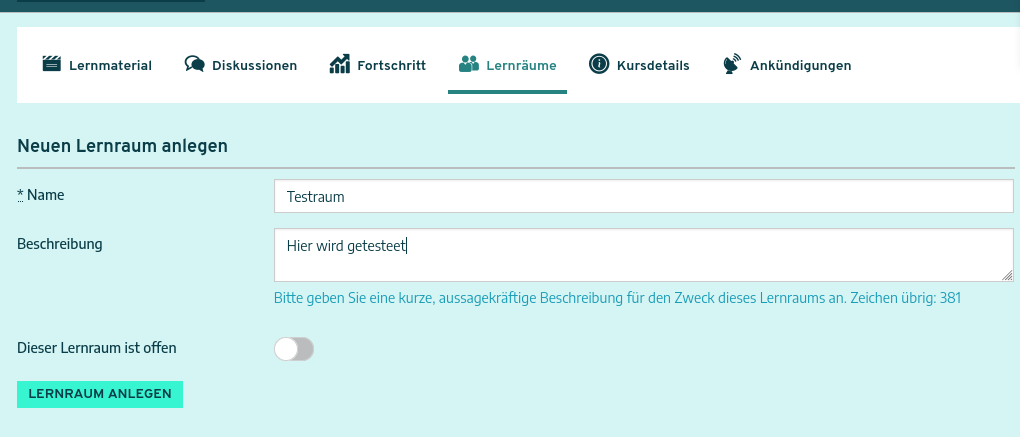 Lernmaterial Diskussionen Fortschritt Lernräume Kursdetails Ankündigungen
Neuen Lernraum anlegen
* Name Testraum
Beschreibung Hier wird getesteet
Bitte geben Sie eine kurze, aussagekräftige Beschreibung für den Zweck dieses Lernraums an. Zeichen übrig: 381
Dieser Lernraum ist offen
LERNRAUM ANLEGEN